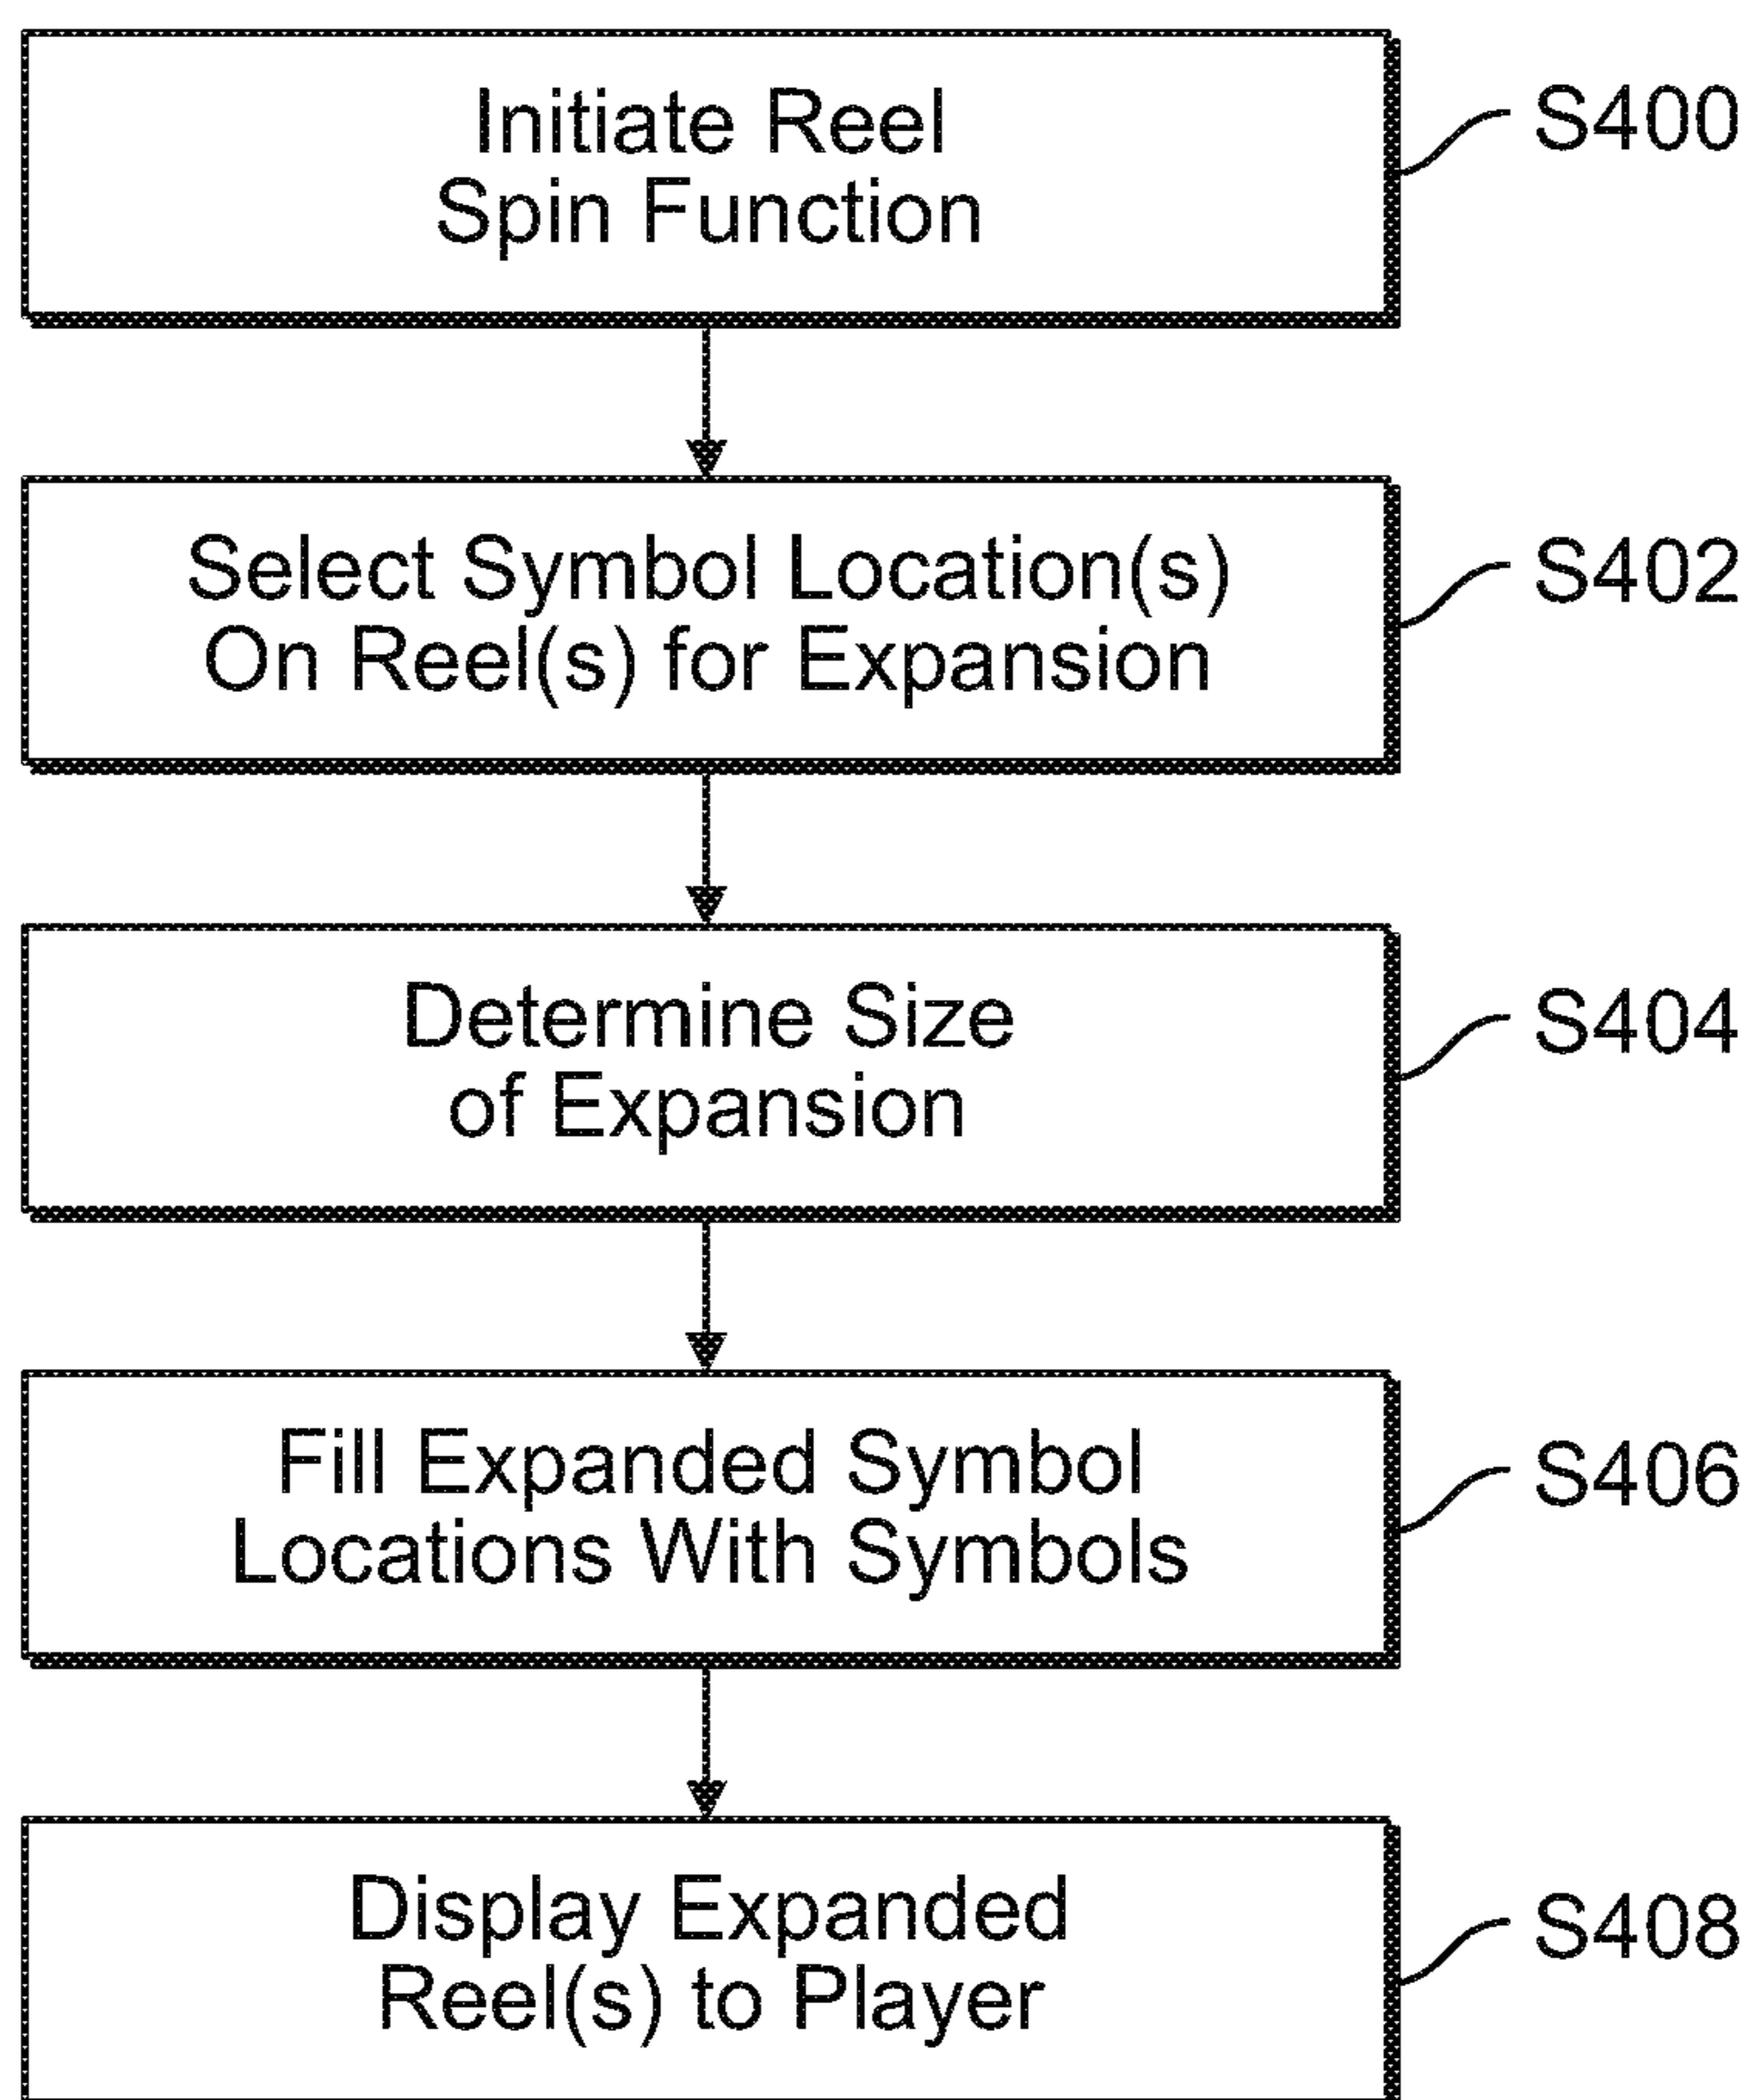 Initiate Reel
Spin Function
S400
Select Symbol Location(s)
On Reel(s) for Expansion
S402
Determine Size
of Expansion
S404
Fill Expanded Symbol
Locations With Symbols
S406
Display Expanded
Reel(s) to Player
S408